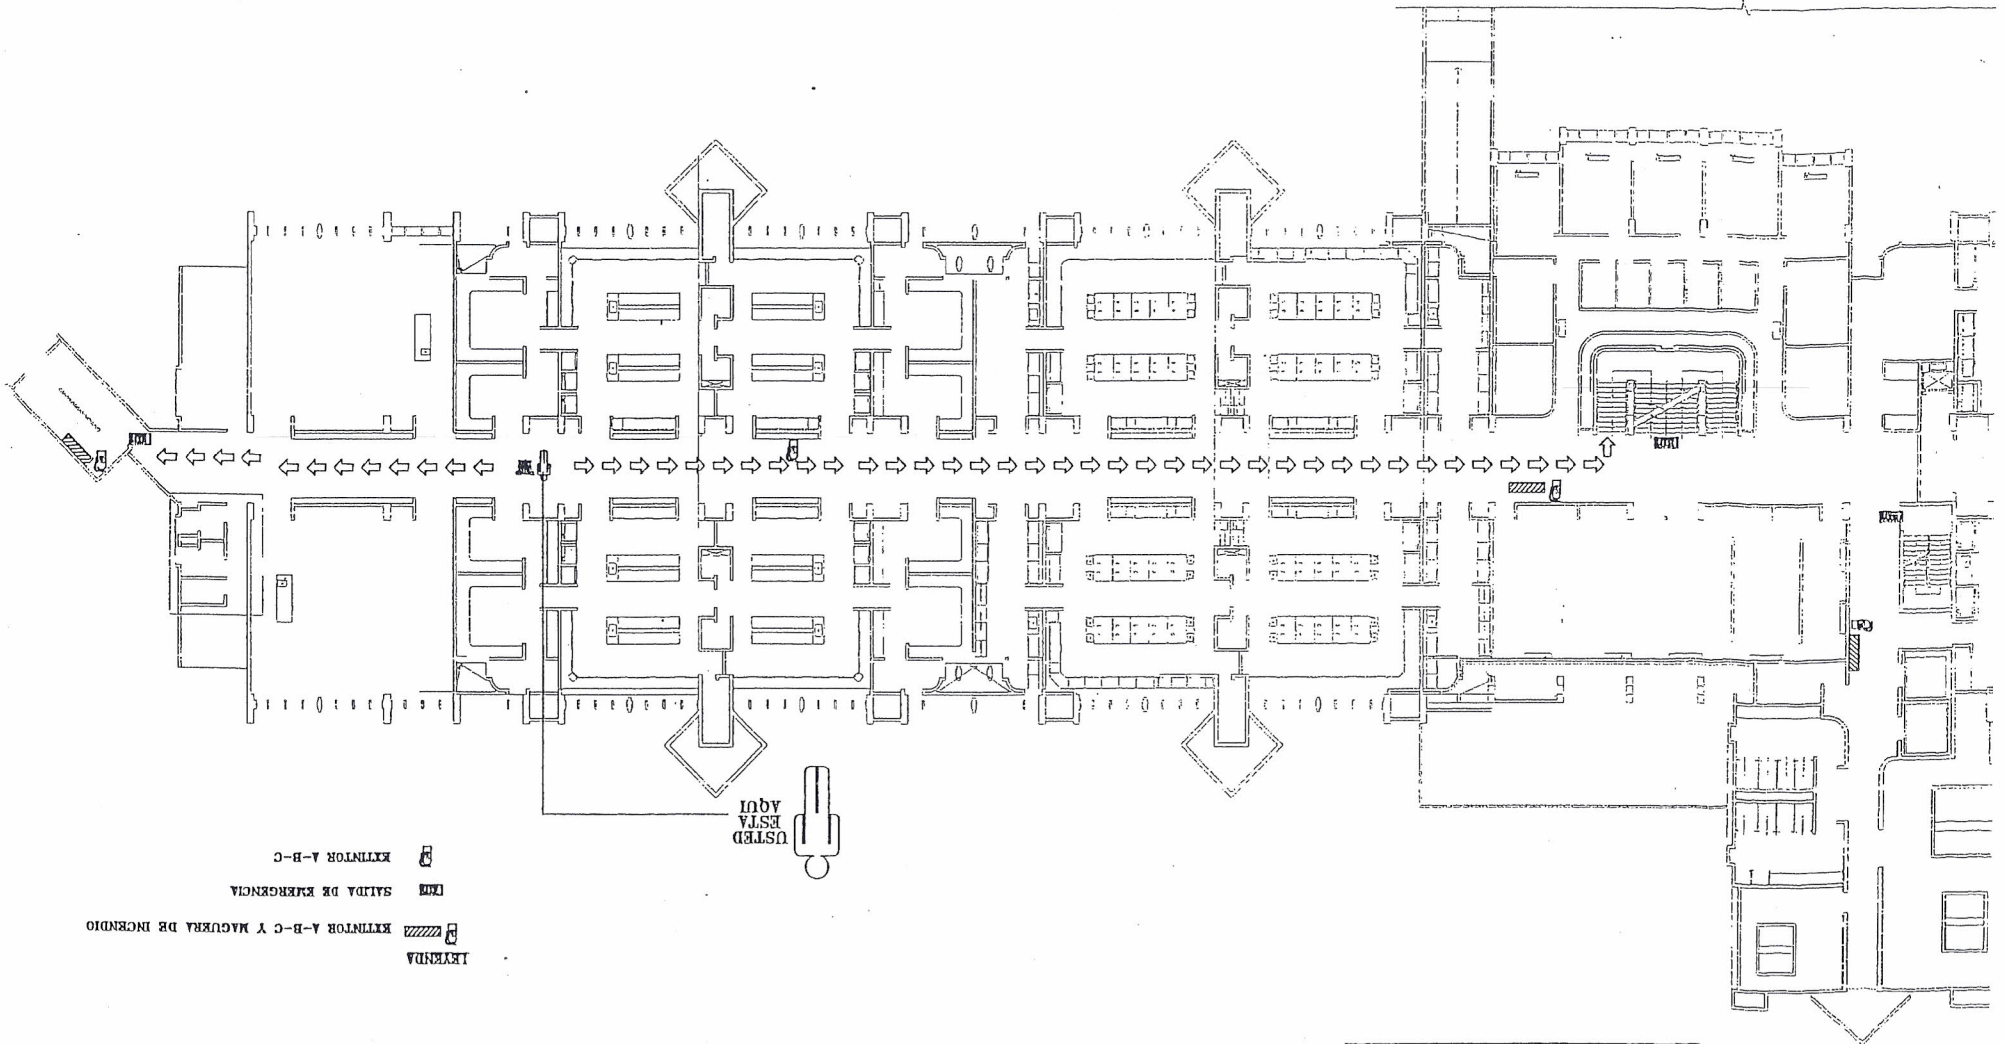 LEYENDA
EXTINTOR A-B-C Y MAGUERA DE INCENDIO
SALIDA DE EMERGENCIA
EXTINTOR A-B-C
USTED
ESTA
AQUI